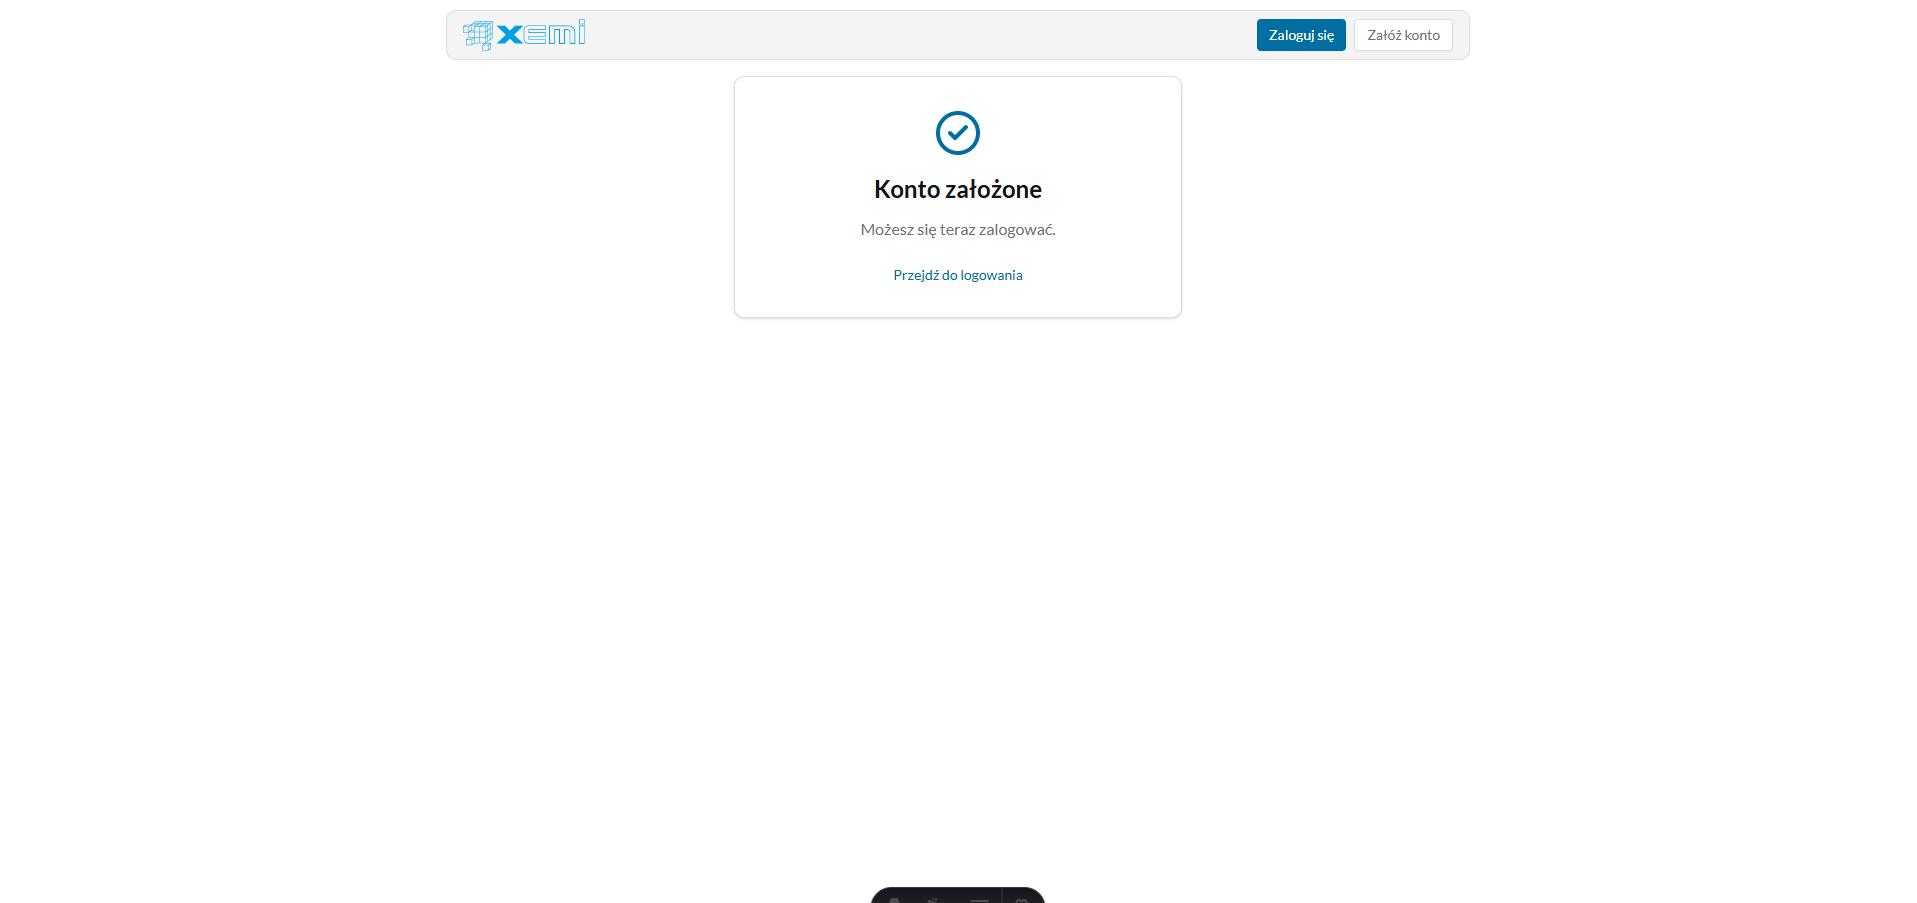 xemi
Zaloguj się
Załóż konto
Konto założone
Możesz się teraz zalogować.
Przejdź do logowania